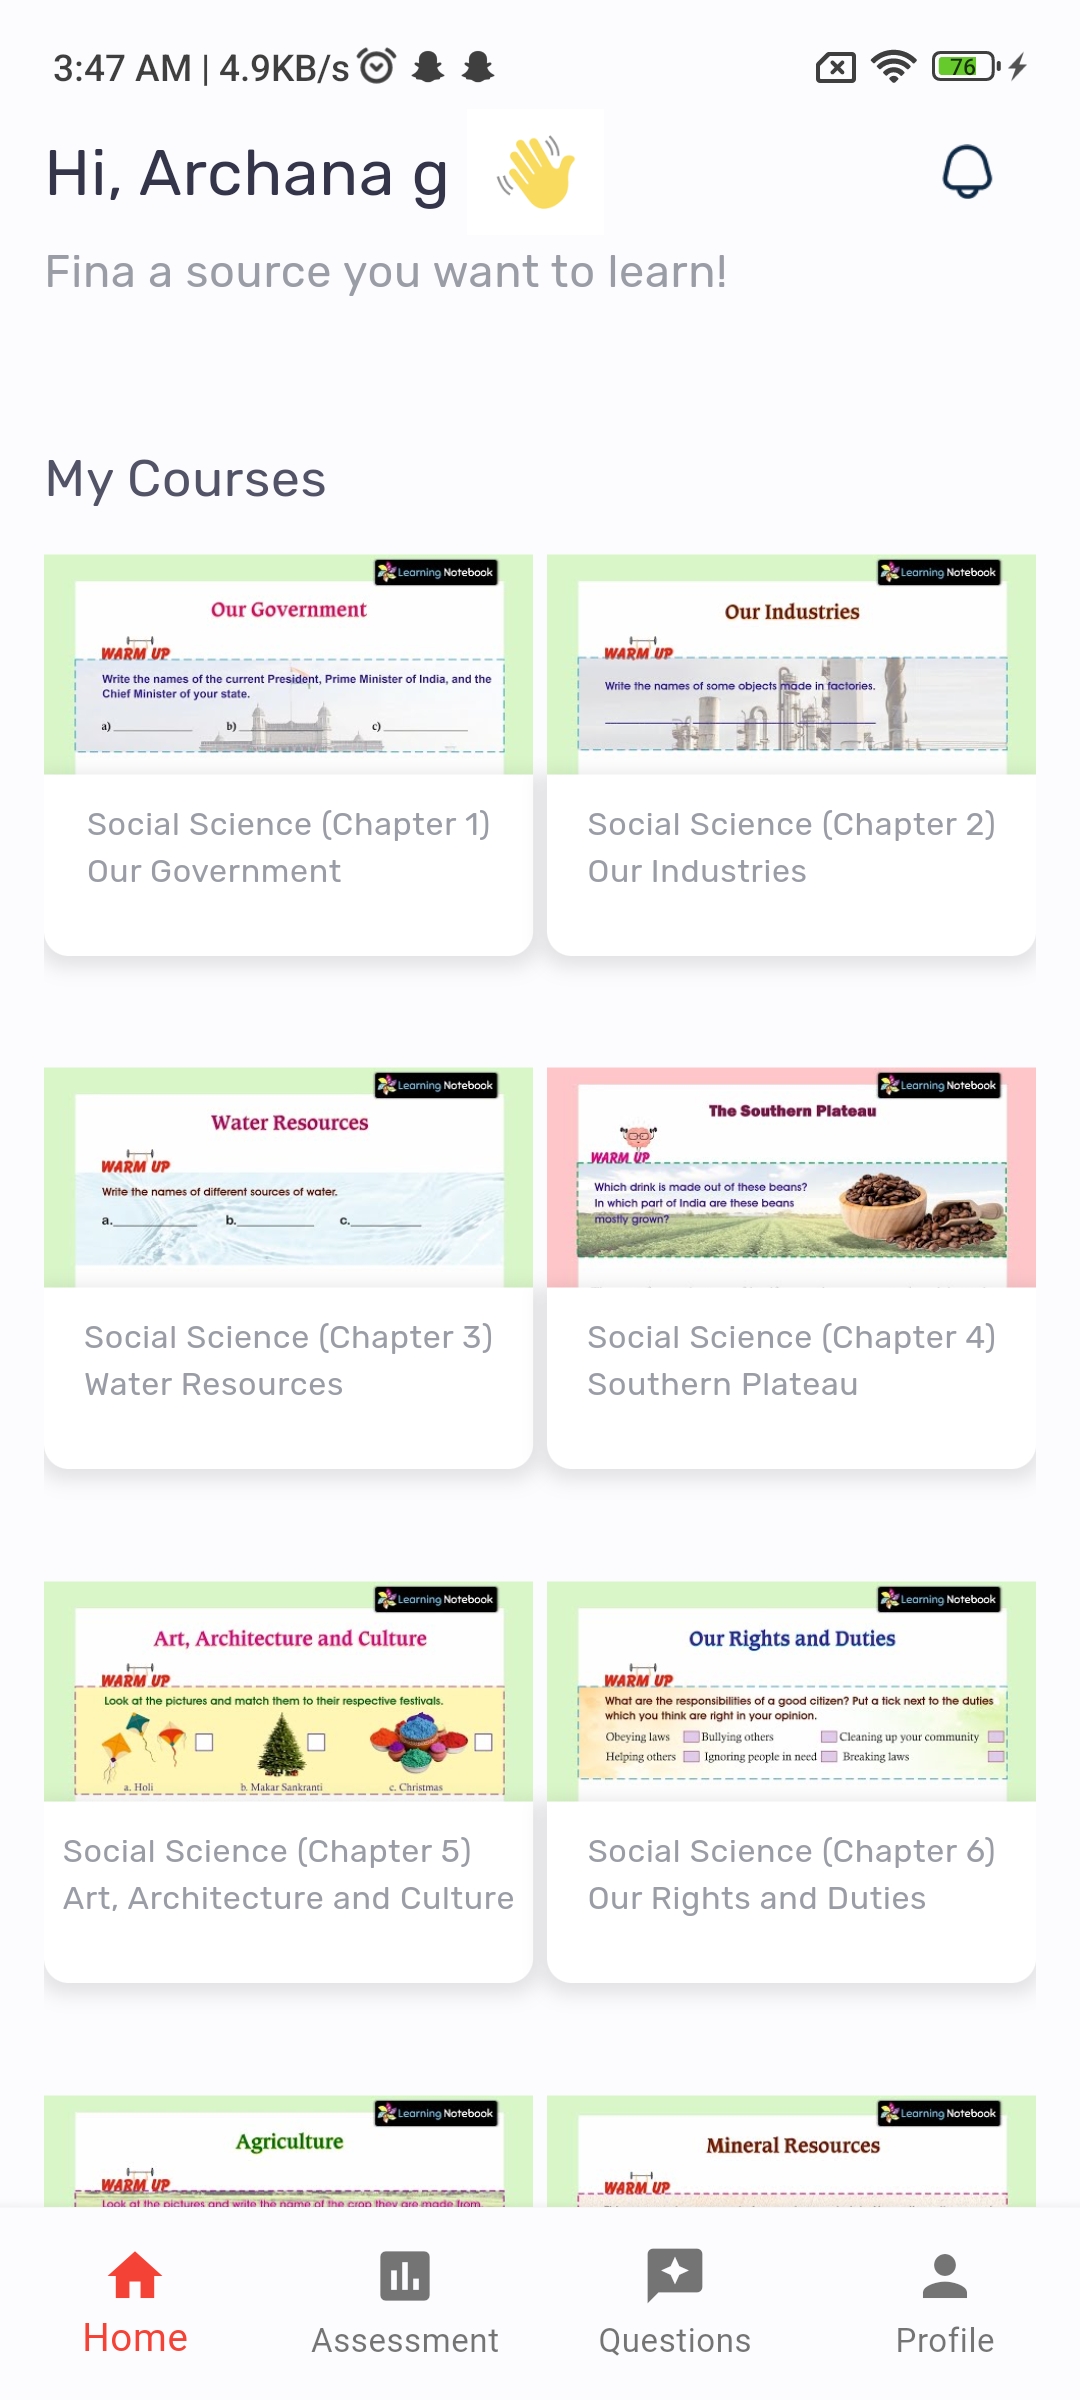 3:47 AM | 4.9KB/s
76
Hi, Archana g
Fina a source you want to learn!
My Courses
Learning Notebook
Our Government
WARM UP
Write the names of the current President, Prime Minister of India, and the
Chief Minister of your state.
a) b) c)
Social Science (Chapter 1)
Our Government
Learning Notebook
Our Industries
WARM UP
Write the names of some objects made in factories.
Social Science (Chapter 2)
Our Industries
Learning Notebook
Water Resources
WARM UP
Write the names of different sources of water.
a. b. c.
Social Science (Chapter 3)
Water Resources
Learning Notebook
The Southern Plateau
WARM UP
Which drink is made out of these beans?
In which part of India are these beans
mostly grown?
Social Science (Chapter 4)
Southern Plateau
Learning Notebook
Art, Architecture and Culture
WARM UP
Look at the pictures and match them to their respective festivals.
a. Holi b. Makar Sankranti c. Christmas
Social Science (Chapter 5)
Art, Architecture and Culture
Learning Notebook
Our Rights and Duties
WARM UP
What are the responsibilities of a good citizen? Put a tick next to the duties
which you think are right in your opinion.
Obeying laws Bullying others Cleaning up your community
Helping others Ignoring people in need Breaking laws
Social Science (Chapter 6)
Our Rights and Duties
Learning Notebook
Agriculture
WARM UP
Look at the pictures and write the name of the crop they are made from.
Learning Notebook
Mineral Resources
WARM UP
Home
Assessment
Questions
Profile